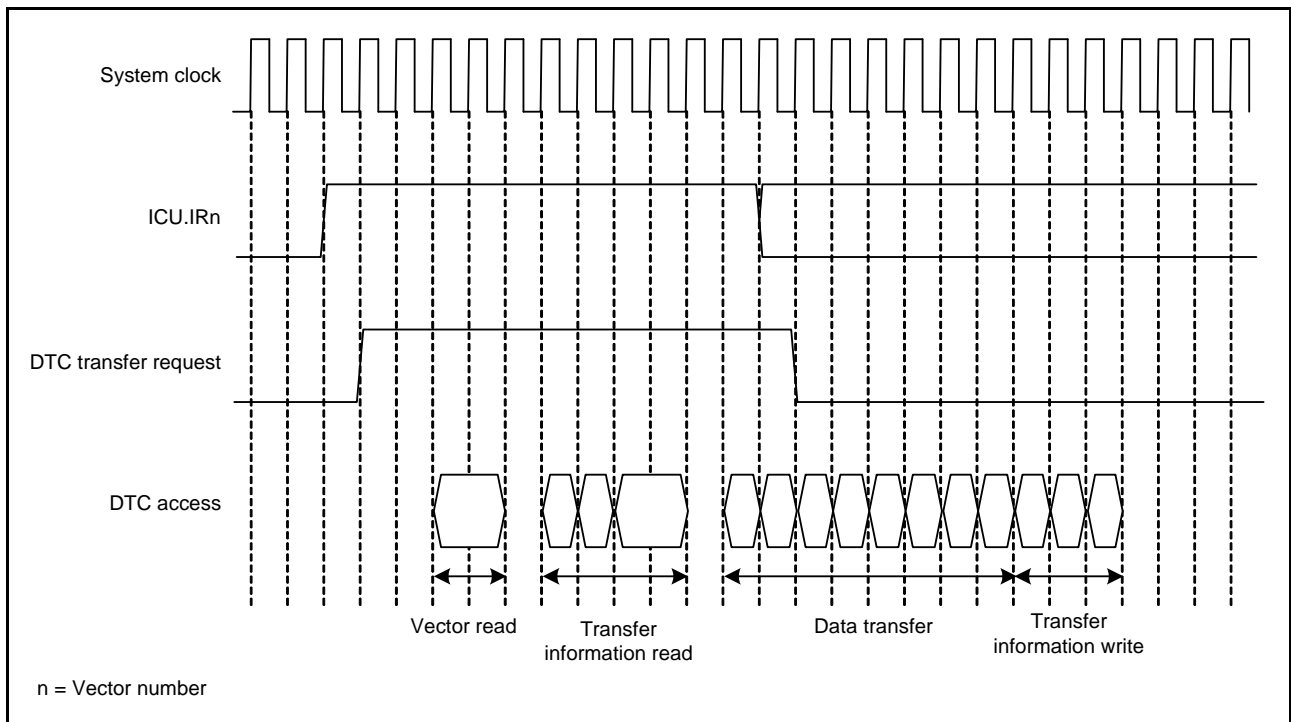 System clock
ICU.IRn
DTC transfer request
DTC access
Vector read
Transfer
information read
Data transfer
Transfer
information write
n = Vector number